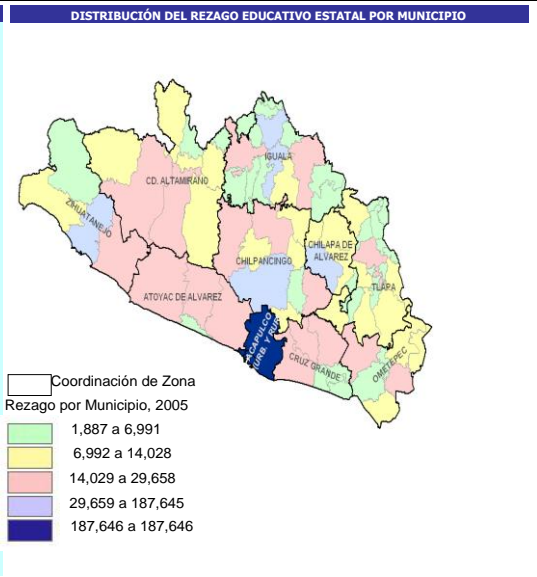 DISTRIBUCIÓN DEL REZAGO EDUCATIVO ESTATAL POR MUNICIPIO
IGUALA
CD. ALTAMIRANO
ZIHUATANEJO
CHILPANCINGO
CHILAPA DE
ALVAREZ
TLAPA
ATOYAC DE ALVAREZ
ACAPULCO
(URB. Y RUR
CRUZ GRANDE
OMETEPEC
Coordinación de Zona
Rezago por Municipio, 2005
1,887 a 6,991
6,992 a 14,028
14,029 a 29,658
29,659 a 187,645
187,646 a 187,646